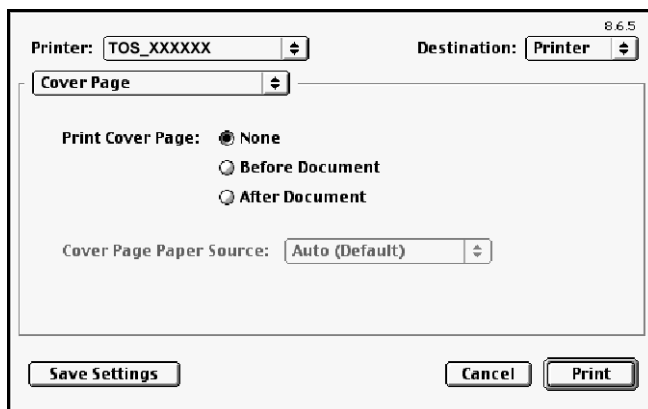 8.6.5
Printer: TOS_XXXXXX Destination: Printer
Cover Page
Print Cover Page: None
Before Document
After Document
Cover Page Paper Source: Auto (Default)
Save Settings Cancel Print